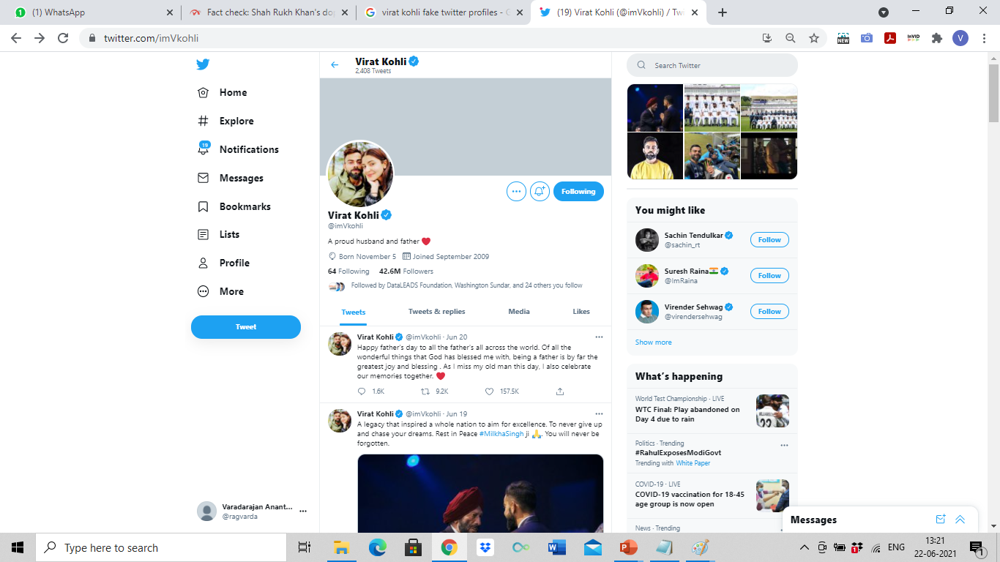 (1) WhatsApp
Fact check: Shah Rukh Khan's do
virat kohli fake twitter profiles - G
(19) Virat Kohli (@imVkohli) / Twi
twitter.com/imVkohli
NEW
InVID
V
Virat Kohli
2,408 Tweets
Home
Explore
19
Notifications
Messages
Bookmarks
Lists
Profile
More
Tweet
Varadarajan Anant...
@ragvarda
Following
Virat Kohli
@imVkohli
A proud husband and father
Born November 5 Joined September 2009
64 Following 42.6M Followers
Followed by DataLEADS Foundation, Washington Sundar, and 24 others you follow
Tweets Tweets & replies Media Likes
Virat Kohli @imVkohli · Jun 20
Happy father's day to all the father's all across the world. Of all the
wonderful things that God has blessed me with, being a father is by far the
greatest joy and blessing . As I miss my old man this day, I also celebrate
our memories together.
1.6K 9.2K 157.5K
Virat Kohli @imVkohli · Jun 19
A legacy that inspired a whole nation to aim for excellence. To never give up
and chase your dreams. Rest in Peace #MilkhaSingh ji 🙏. You will never be
forgotten.
Search Twitter
You might like
Sachin Tendulkar
@sachin_rt
Follow
Suresh Raina🇮🇳
@ImRaina
Follow
Virender Sehwag
@virendersehwag
Follow
Show more
What's happening
World Test Championship · LIVE
WTC Final: Play abandoned on
Day 4 due to rain
Politics · Trending
#RahulExposesModiGovt
Trending with White Paper
COVID-19 · LIVE
COVID-19 vaccination for 18-45
age group is now open
News · Trending
Messages
Type here to search
ENG
13:21
22-06-2021
1